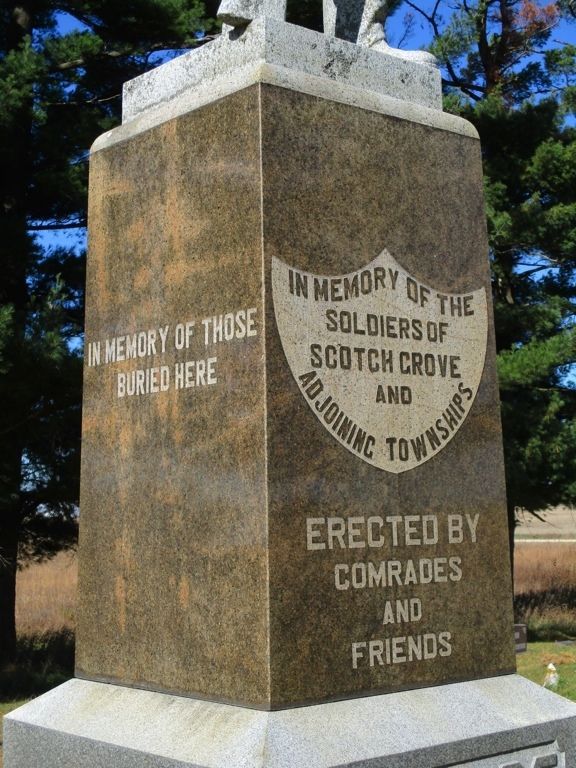 IN MEMORY OF THOSE
BURIED HERE
IN MEMORY OF THE
SOLDIERS OF
SCOTCH GROVE
AND
ADJOINING TOWNSHIPS
ERECTED BY
COMRADES
AND
FRIENDS